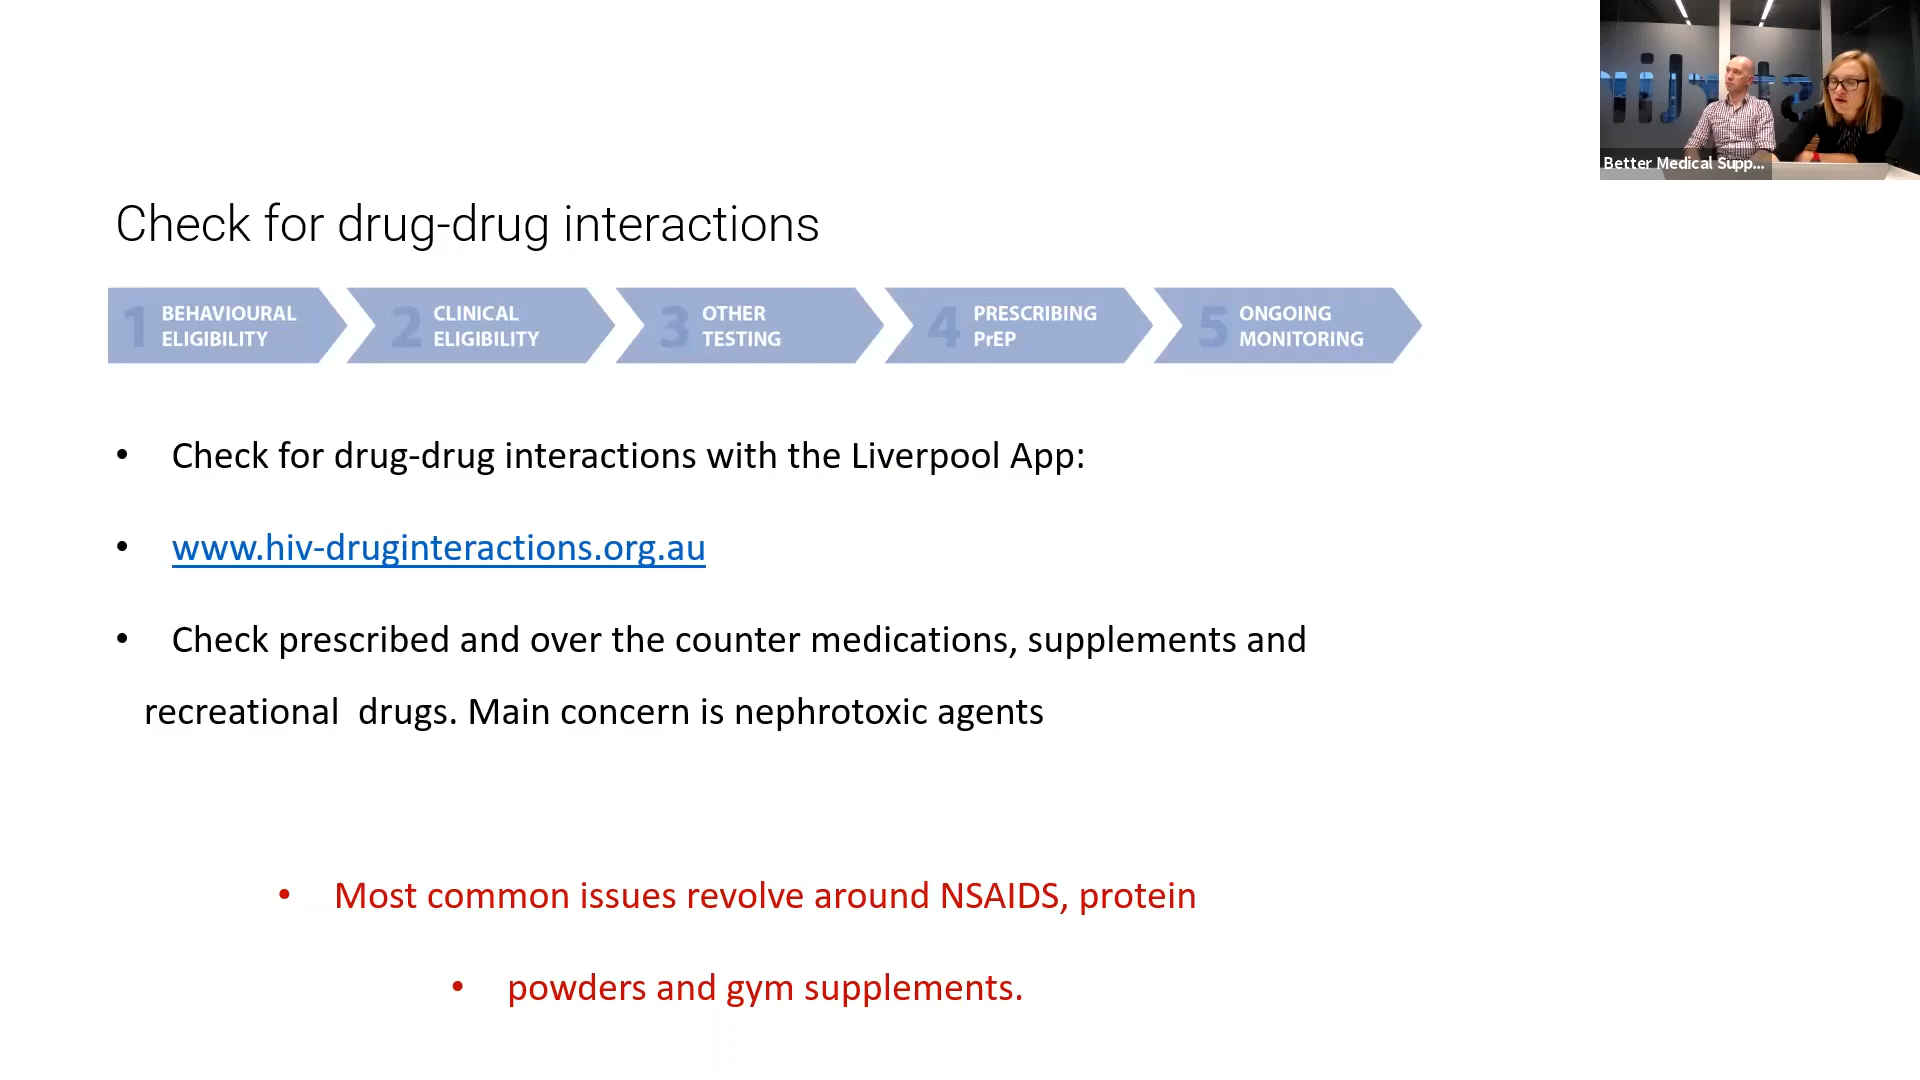 Better Medical Supp...
Check for drug-drug interactions
1 BEHAVIOURAL
ELIGIBILITY
2 CLINICAL
ELIGIBILITY
3 OTHER
TESTING
4 PRESCRIBING
PrEP
5 ONGOING
MONITORING
• Check for drug-drug interactions with the Liverpool App:
• www.hiv-druginteractions.org.au
• Check prescribed and over the counter medications, supplements and
recreational drugs. Main concern is nephrotoxic agents
• Most common issues revolve around NSAIDS, protein
• powders and gym supplements.